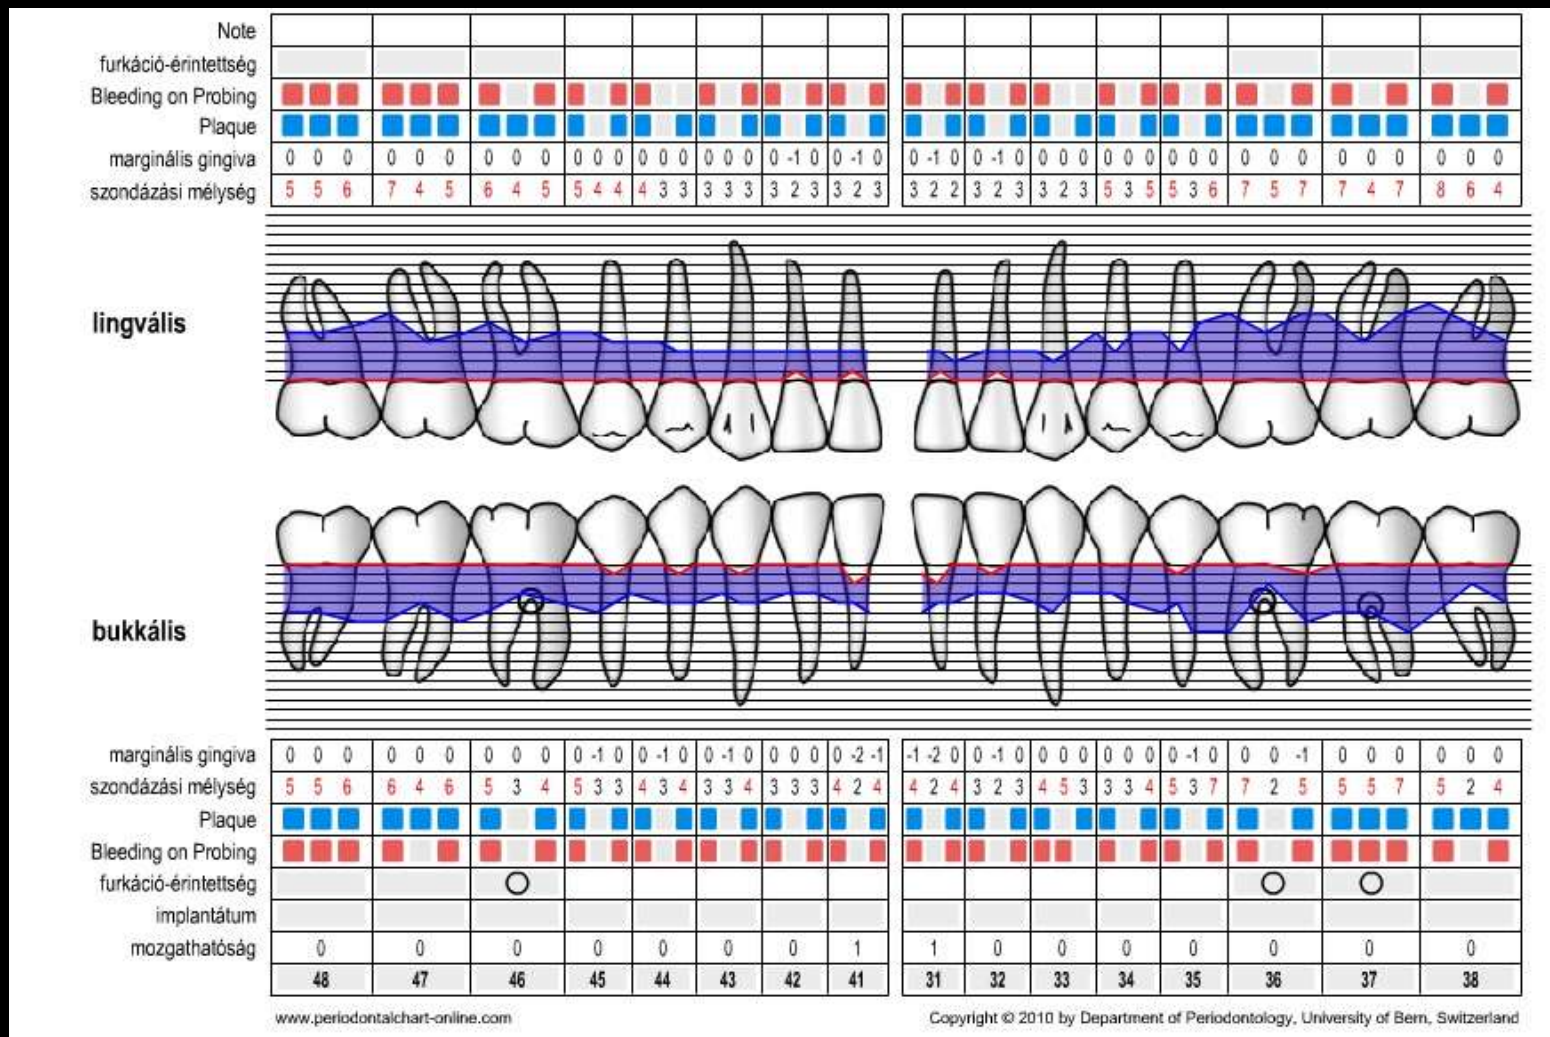 Note
furkáció-érintettség
Bleeding on Probing
Plaque
marginális gingiva 0 0 0 0 0 0 0 0 0 0 0 0 0 0 0 0 0 0 0 -1 0 0 -1 0 0 -1 0 0 -1 0 0 0 0 0 0 0 0 0 0 0 0 0 0 0 0 0 0 0
szondázási mélység 5 5 6 7 4 5 6 4 5 5 4 4 4 3 3 3 3 3 3 2 3 3 2 3 3 2 2 3 2 3 3 2 3 5 3 5 5 3 6 7 5 7 7 4 7 8 6 4
lingvális
bukkális
marginális gingiva 0 0 0 0 0 0 0 0 0 0 -1 0 0 -1 0 0 -1 0 0 0 0 0 -2 -1 -1 -2 0 0 -1 0 0 0 0 0 0 0 0 -1 0 0 0 -1 0 0 0 0 0 0
szondázási mélység 5 5 6 6 4 6 5 3 4 5 3 3 4 3 4 3 3 4 3 3 3 4 2 4 4 2 4 3 2 3 4 5 3 3 3 4 5 3 7 7 2 5 5 5 7 5 2 4
Plaque
Bleeding on Probing
furkáció-érintettség
implantátum
mozgathatóság 0 0 0 0 0 0 0 1 1 0 0 0 0 0 0 0
48 47 46 45 44 43 42 41 31 32 33 34 35 36 37 38
www.periodontalchart-online.com Copyright © 2010 by Department of Periodontology, University of Bern, Switzerland